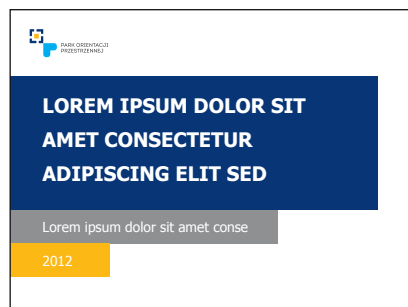 PARK ORIENTACJI
PRZESTRZENNEJ
LOREM IPSUM DOLOR SIT
AMET CONSECTETUR
ADIPISCING ELIT SED
Lorem ipsum dolor sit amet conse
2012